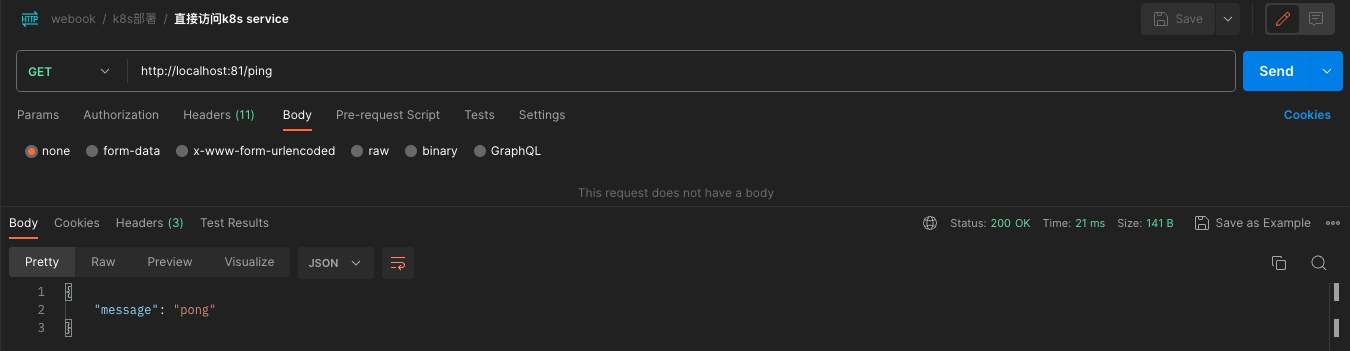 HTTP webook / k8s部署 / 直接访问k8s service Save
GET http://localhost:81/ping Send
Params Authorization Headers (11) Body Pre-request Script Tests Settings Cookies
none form-data x-www-form-urlencoded raw binary GraphQL
This request does not have a body
Body Cookies Headers (3) Test Results Status: 200 OK Time: 21 ms Size: 141 B Save as Example
Pretty Raw Preview Visualize JSON
1 {
2 "message": "pong"
3 }